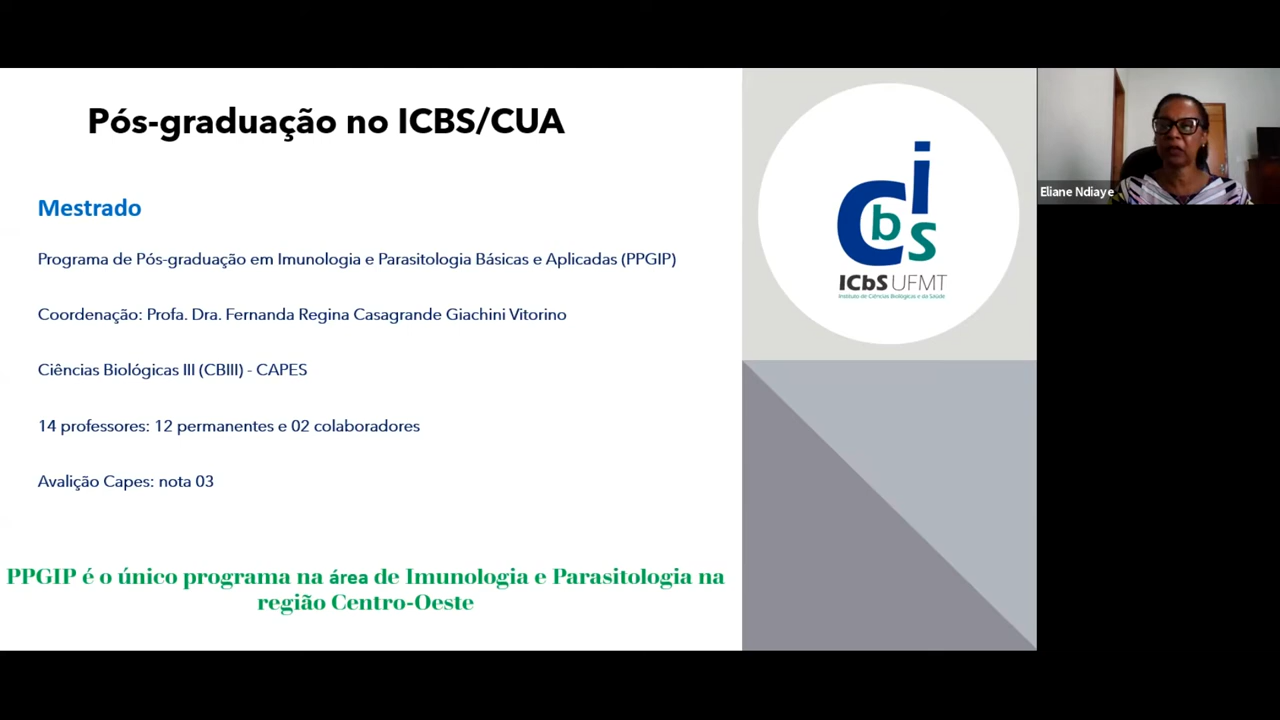 Pós-graduação no ICBS/CUA
Mestrado
Programa de Pós-graduação em Imunologia e Parasitologia Básicas e Aplicadas (PPGIP)
Coordenação: Profa. Dra. Fernanda Regina Casagrande Giachini Vitorino
Ciências Biológicas III (CBIII) - CAPES
14 professores: 12 permanentes e 02 colaboradores
Avalição Capes: nota 03
PPGIP é o único programa na área de Imunologia e Parasitologia na
região Centro-Oeste
iCbs
ICbS UFMT
Instituto de Ciências Biológicas e da Saúde
Eliane Ndiaye